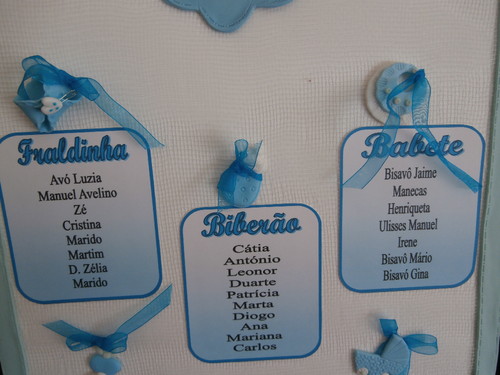 Fraldinha
Avó Luzia
Manuel Avelino
Zé
Cristina
Marido
Martim
D. Zélia
Marido
Biberão
Cátia
António
Leonor
Duarte
Patrícia
Marta
Diogo
Ana
Mariana
Carlos
Babete
Bisavô Jaime
Manecas
Henriqueta
Ulisses Manuel
Irene
Bisavô Mário
Bisavó Gina